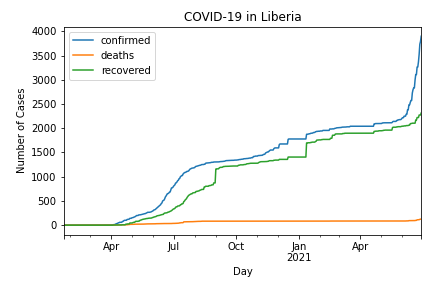 COVID-19 in Liberia
confirmed
deaths
recovered
Number of Cases
4000
3500
3000
2500
2000
1500
1000
500
0
Apr
Jul
Oct
Jan
2021
Apr
Day